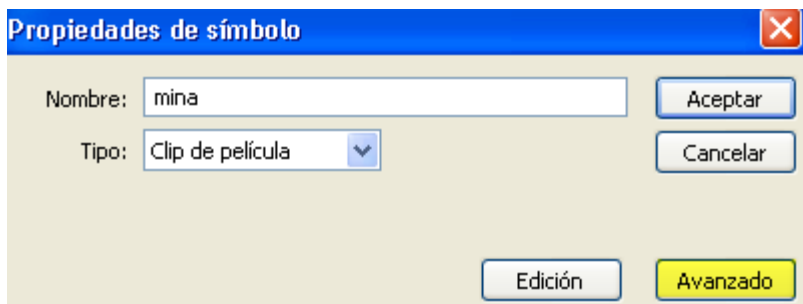 Propiedades de símbolo
Nombre: mina Aceptar
Tipo: Clip de película Cancelar
Edición Avanzado